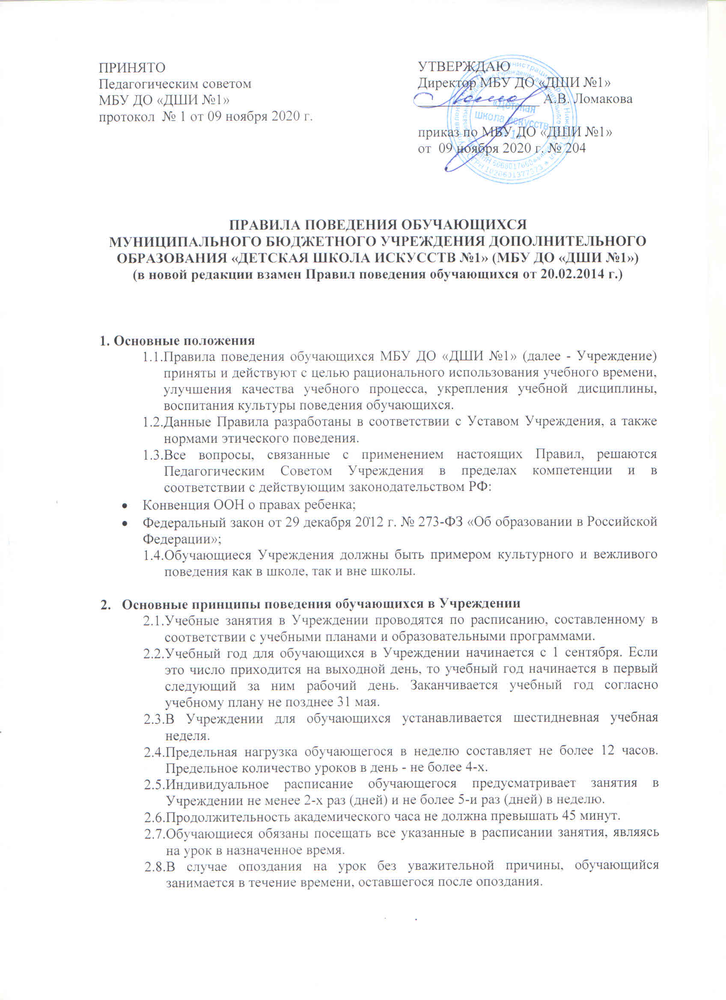 ПРИНЯТО
Педагогическим советом
МБУ ДО «ДШИ №1»
протокол № 1 от 09 ноября 2020 г.
УТВЕРЖДАЮ
Директор МБУ ДО «ДШИ №1»
А.В. Ломакова
приказ по МБУ ДО «ДШИ №1»
от 09 ноября 2020 г. № 204
«Детская
школа искусств
№ 1»
ПРАВИЛА ПОВЕДЕНИЯ ОБУЧАЮЩИХСЯ
МУНИЦИПАЛЬНОГО БЮДЖЕТНОГО УЧРЕЖДЕНИЯ ДОПОЛНИТЕЛЬНОГО
ОБРАЗОВАНИЯ «ДЕТСКАЯ ШКОЛА ИСКУССТВ №1» (МБУ ДО «ДШИ №1»)
(в новой редакции взамен Правил поведения обучающихся от 20.02.2014 г.)
1. Основные положения
1.1.Правила поведения обучающихся МБУ ДО «ДШИ №1» (далее - Учреждение)
приняты и действуют с целью рационального использования учебного времени,
улучшения качества учебного процесса, укрепления учебной дисциплины,
воспитания культуры поведения обучающихся.
1.2.Данные Правила разработаны в соответствии с Уставом Учреждения, а также
нормами этического поведения.
1.3.Все вопросы, связанные с применением настоящих Правил, решаются
Педагогическим Советом Учреждения в пределах компетенции и в
соответствии с действующим законодательством РФ:
• Конвенция ООН о правах ребенка;
• Федеральный закон от 29 декабря 2012 г. № 273-ФЗ «Об образовании в Российской
Федерации»;
1.4.Обучающиеся Учреждения должны быть примером культурного и вежливого
поведения как в школе, так и вне школы.
2. Основные принципы поведения обучающихся в Учреждении
2.1.Учебные занятия в Учреждении проводятся по расписанию, составленному в
соответствии с учебными планами и образовательными программами.
2.2.Учебный год для обучающихся в Учреждении начинается с 1 сентября. Если
это число приходится на выходной день, то учебный год начинается в первый
следующий за ним рабочий день. Заканчивается учебный год согласно
учебному плану не позднее 31 мая.
2.3.В Учреждении для обучающихся устанавливается шестидневная учебная
неделя.
2.4.Предельная нагрузка обучающегося в неделю составляет не более 12 часов.
Предельное количество уроков в день - не более 4-х.
2.5.Индивидуальное расписание обучающегося предусматривает занятия в
Учреждении не менее 2-х раз (дней) и не более 5-и раз (дней) в неделю.
2.6.Продолжительность академического часа не должна превышать 45 минут.
2.7.Обучающиеся обязаны посещать все указанные в расписании занятия, являясь
на урок в назначенное время.
2.8.В случае опоздания на урок без уважительной причины, обучающийся
занимается в течение времени, оставшегося после опоздания.